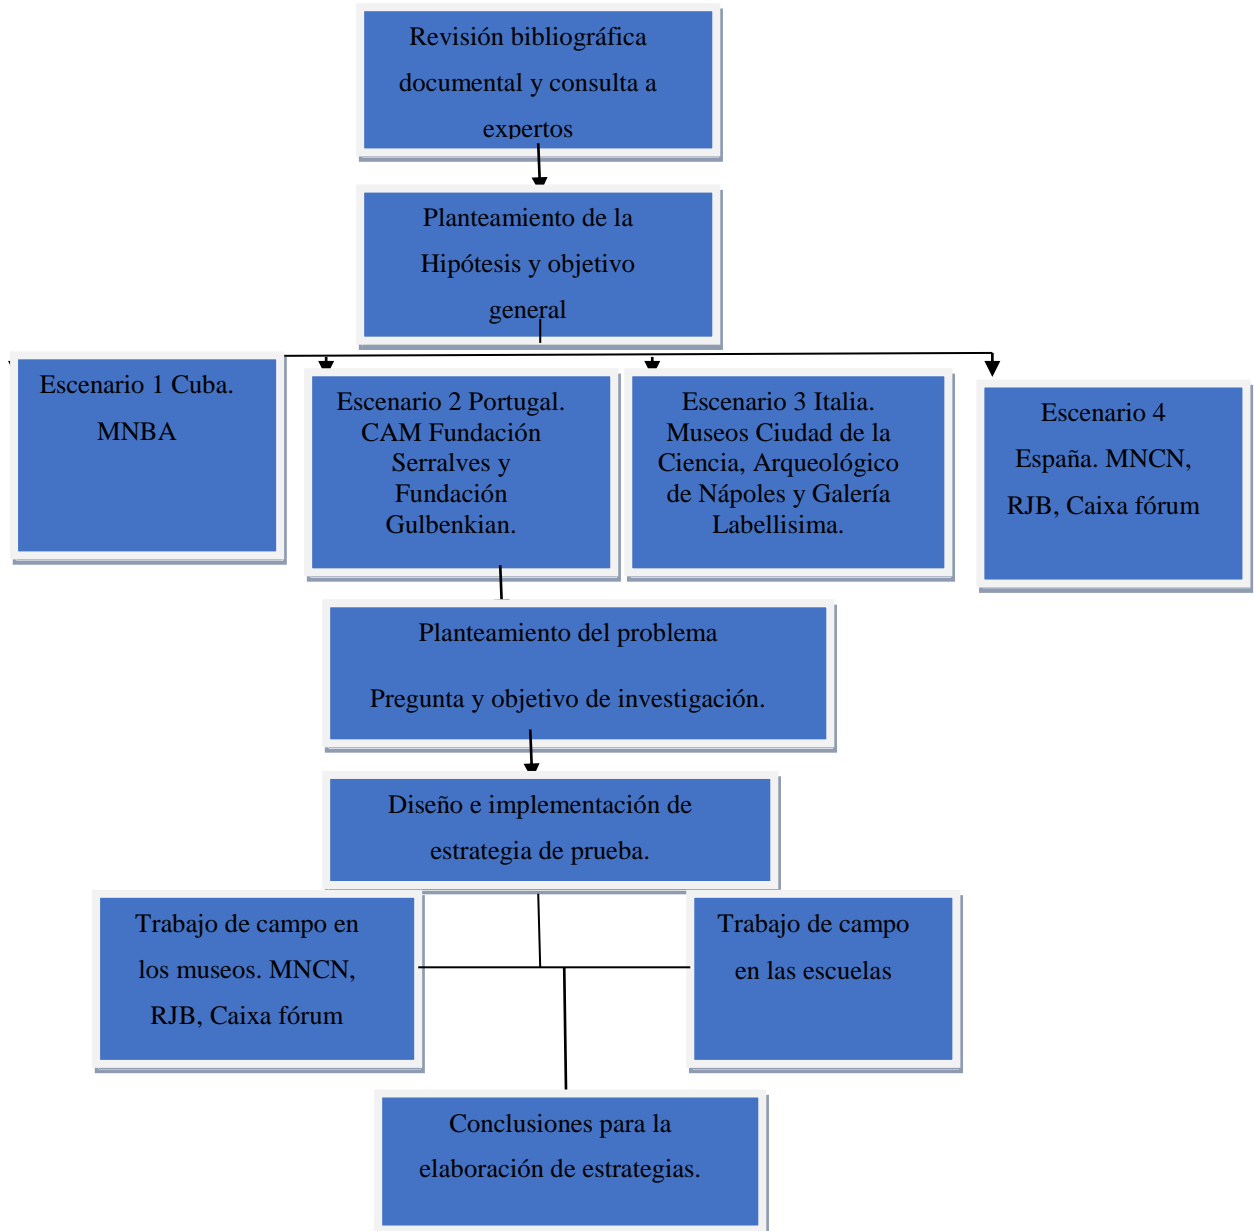 Revisión bibliográfica
documental y consulta a
expertos
Planteamiento de la
Hipótesis y objetivo
general
Escenario 1 Cuba.
MNBA
Escenario 2 Portugal.
CAM Fundación
Serralves y
Fundación
Gulbenkian.
Escenario 3 Italia.
Museos Ciudad de la
Ciencia, Arqueológico
de Nápoles y Galería
Labellisima.
Escenario 4
España. MNCN,
RJB, Caixa fórum
Planteamiento del problema
Pregunta y objetivo de investigación.
Diseño e implementación de
estrategia de prueba.
Trabajo de campo en
los museos. MNCN,
RJB, Caixa fórum
Trabajo de campo
en las escuelas
Conclusiones para la
elaboración de estrategias.